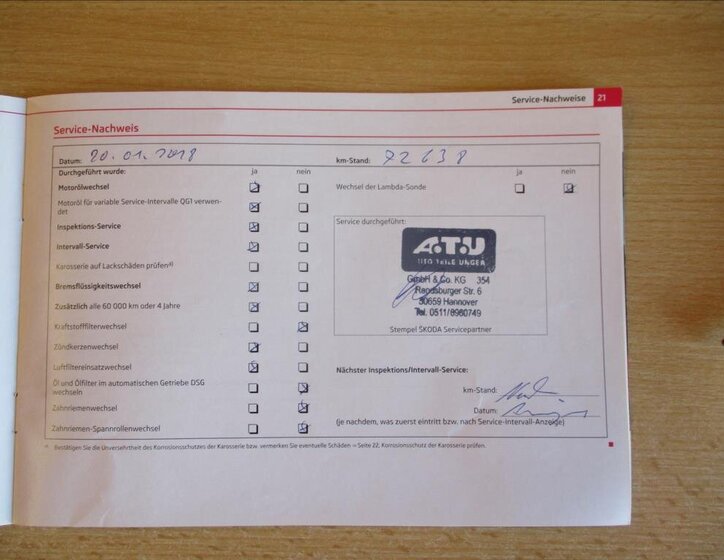 Service-Nachweise 21
Service-Nachweis
Datum: 20.01.2018 km-Stand: 72638
Durchgeführt wurde: ja nein ja nein
Motorölwechsel Wechsel der Lambda-Sonde
Motoröl für variable Service-Intervalle QG1 verwen-
det
Inspektions-Service
Intervall-Service
Karosserie auf Lackschäden prüfen a)
Bremsflüssigkeitswechsel
Zusätzlich alle 60 000 km oder 4 Jahre
Kraftstofffilterwechsel
Zündkerzenwechsel
Luftfiltereinsatzwechsel
Öl und Ölfilter im automatischen Getriebe DSG
wechseln
Zahnriemenwechsel
Zahnriemen-Spannrollenwechsel
Service durchgeführt:
A.T.U
GmbH & Co. KG 354
Str. 6
30659 Hannover
Tel. 0511/8980749
Stempel ŠKODA Servicepartner
Nächster Inspektions/Intervall-Service:
km-Stand:
Datum:
(je nachdem, was zuerst eintritt bzw. nach Service-Intervall-Anzeige)
a) Bestätigen Sie die Unversehrtheit des Korrosionsschutzes der Karosserie bzw. vermerken Sie eventuelle Schäden ⇒ Seite 22, Korrosionsschutz der Karosserie prüfen.